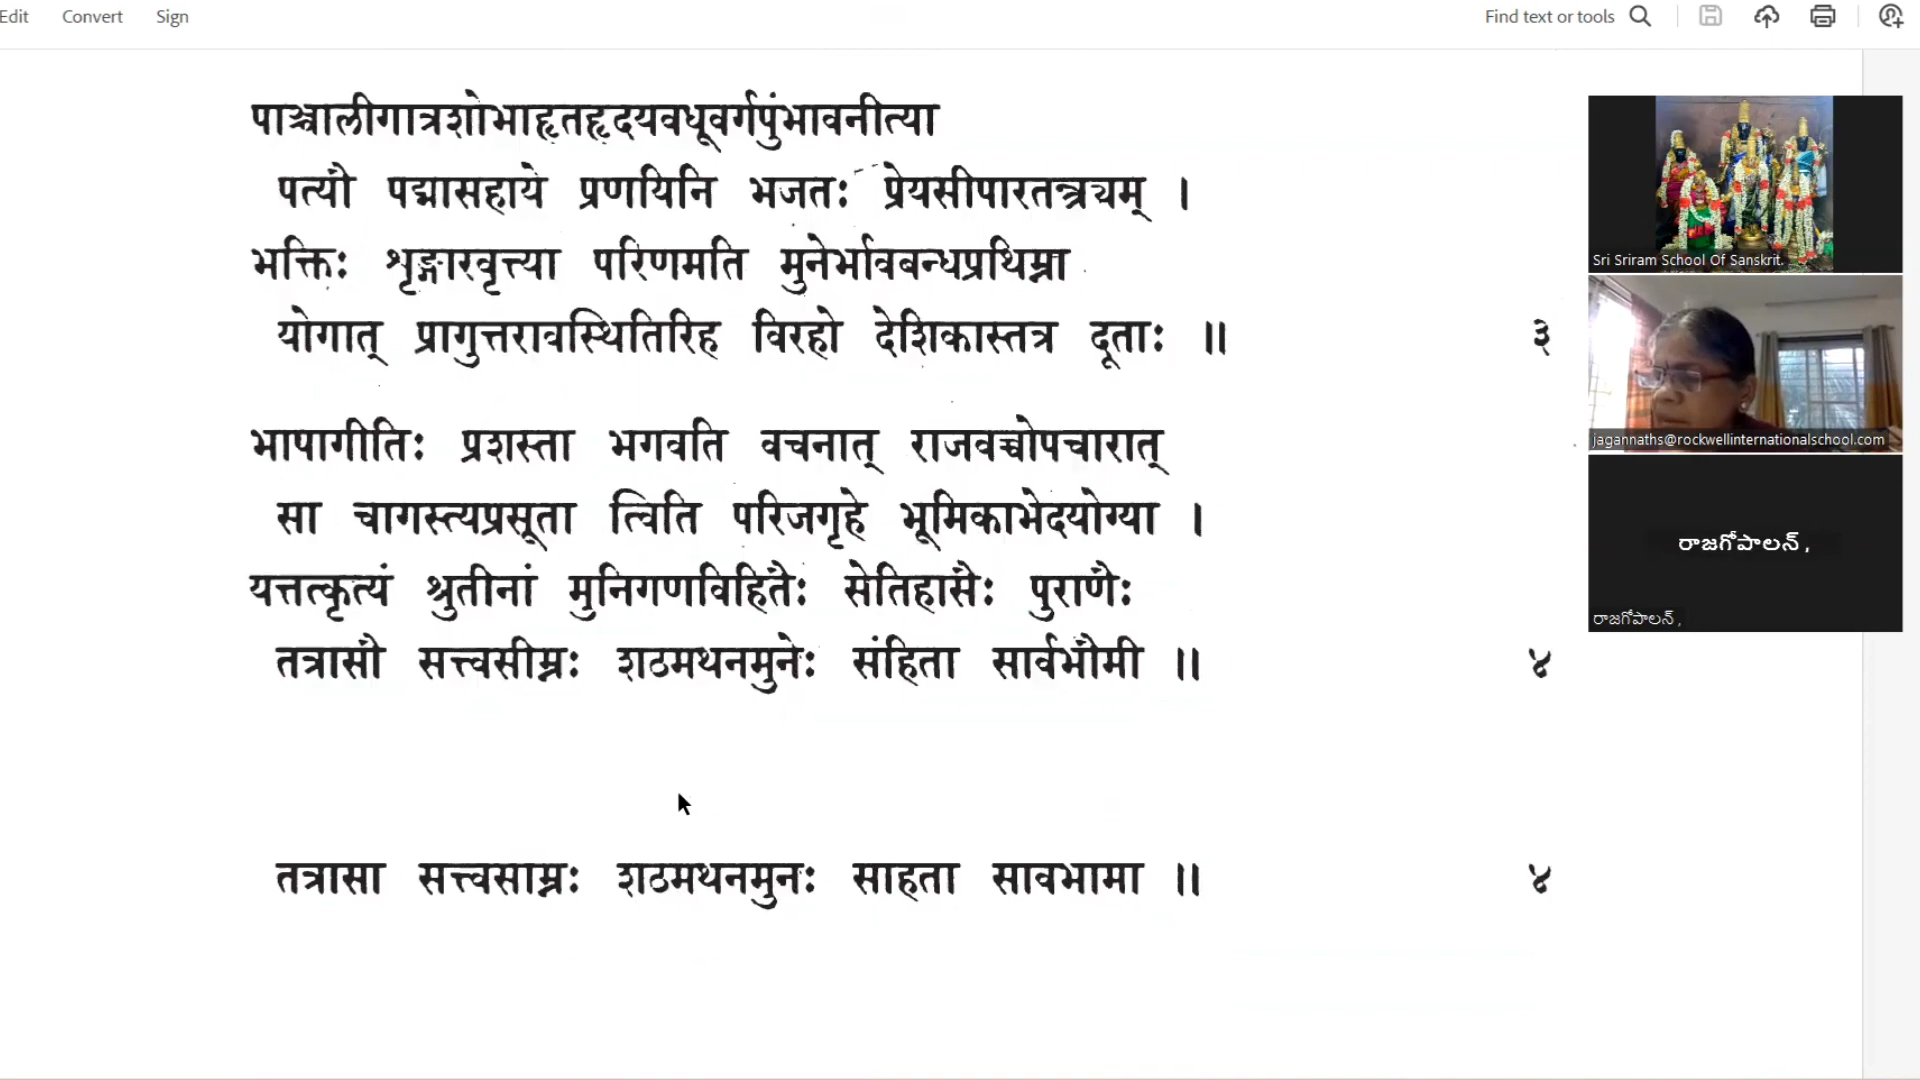 Edit Convert Sign Find text or tools
पाञ्चालीगात्रशोभाहृतहृदयवधूवर्गपुंभावनीत्या
पत्यौ पद्मासहाये प्रणयिनि भजतः प्रेयसीपारतन्त्र्यम् ।
भक्तिः शृङ्गारवृत्त्या परिणमति मुनेर्भावबन्धप्रथिम्ना
योगात् प्रागुत्तरावस्थितिरिह विरहो देशिकास्तत्र दूताः ॥ ३
भाषागीतिः प्रशस्ता भगवति वचनात् राजवच्चोपचारात्
सा चागस्त्यप्रसूता त्विति परिजगृहे भूमिकाभेदयोग्या ।
यत्तत्कृत्यं श्रुतीनां मुनिगणविहितैः सेतिहासैः पुराणैः
तत्रासौ सत्त्वसीम्नः शठमथनमुनेः संहिता सार्वभौमी ॥ ४
तत्रासा सत्त्वसाम्नः शठमथनमुनः साहता सावभामा ॥ ४
Sri Sriram School Of Sanskrit.
jagannaths@rockwellinternationalschool.com
రాజగోపాలన్ ,
రాజగోపాలన్ ,